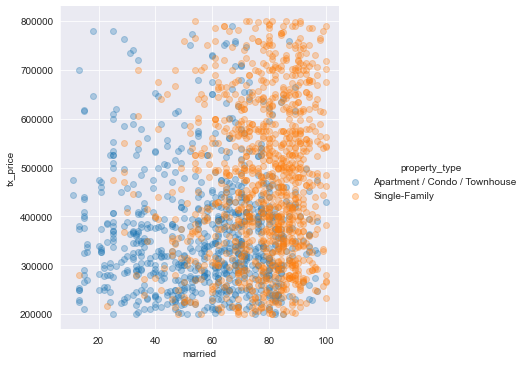 800000
700000
600000
500000
400000
300000
200000
tx_price
20 40 60 80 100
married
property_type
Apartment / Condo / Townhouse
Single-Family